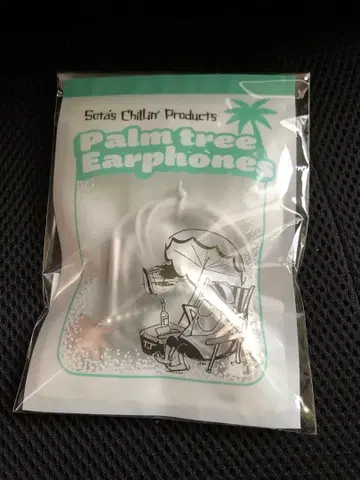 Sota's Chillin' Products
Palm tree
Earphones